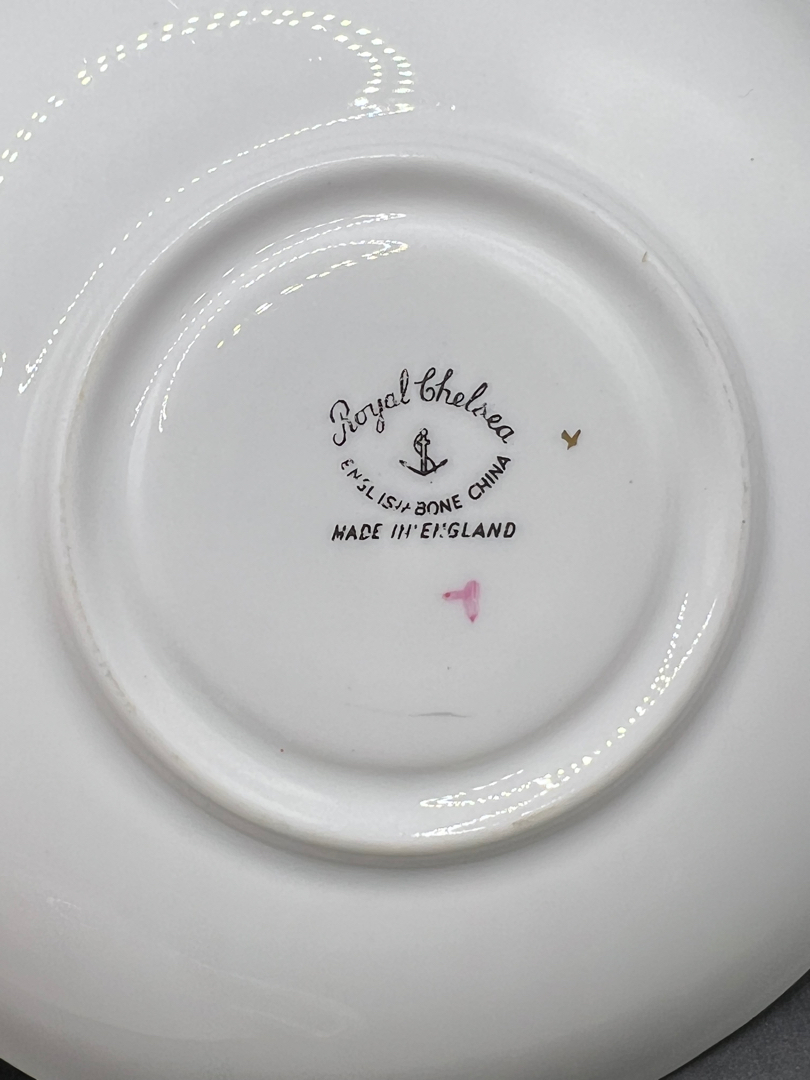 Royal Chelsea
ENGLISH BONE CHINA
MADE IN ENGLAND